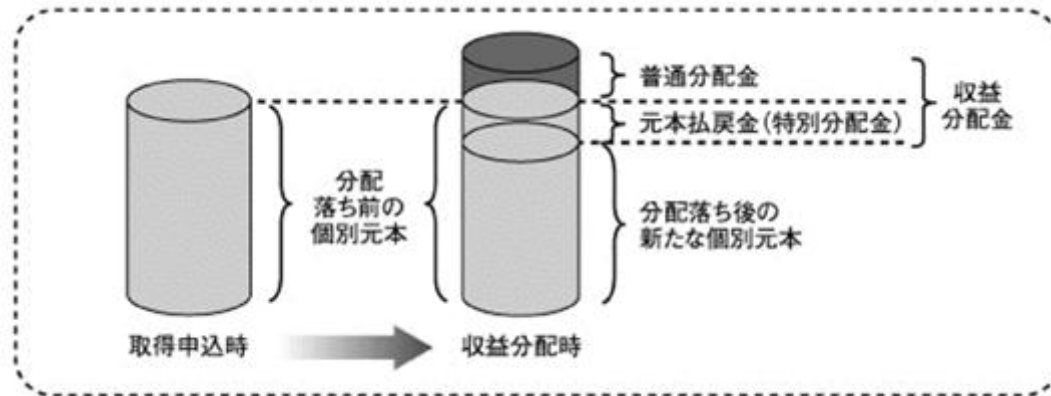 普通分配金
収益
分配金
元本払戻金（特別分配金）
分配
落ち前の
個別元本
分配落ち後の
新たな個別元本
取得申込時
収益分配時